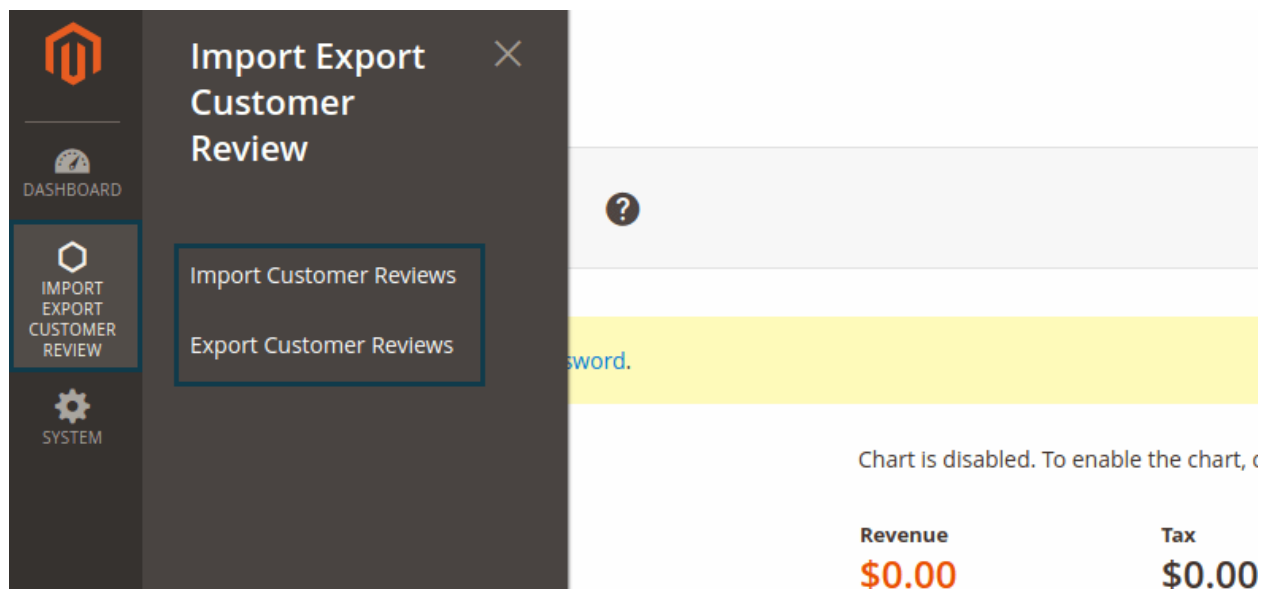 Import Export
Customer
Review
DASHBOARD
IMPORT
EXPORT
CUSTOMER
REVIEW
SYSTEM
Import Customer Reviews
Export Customer Reviews
?
sword.
Chart is disabled. To enable the chart,
Revenue
Tax
$0.00
$0.00